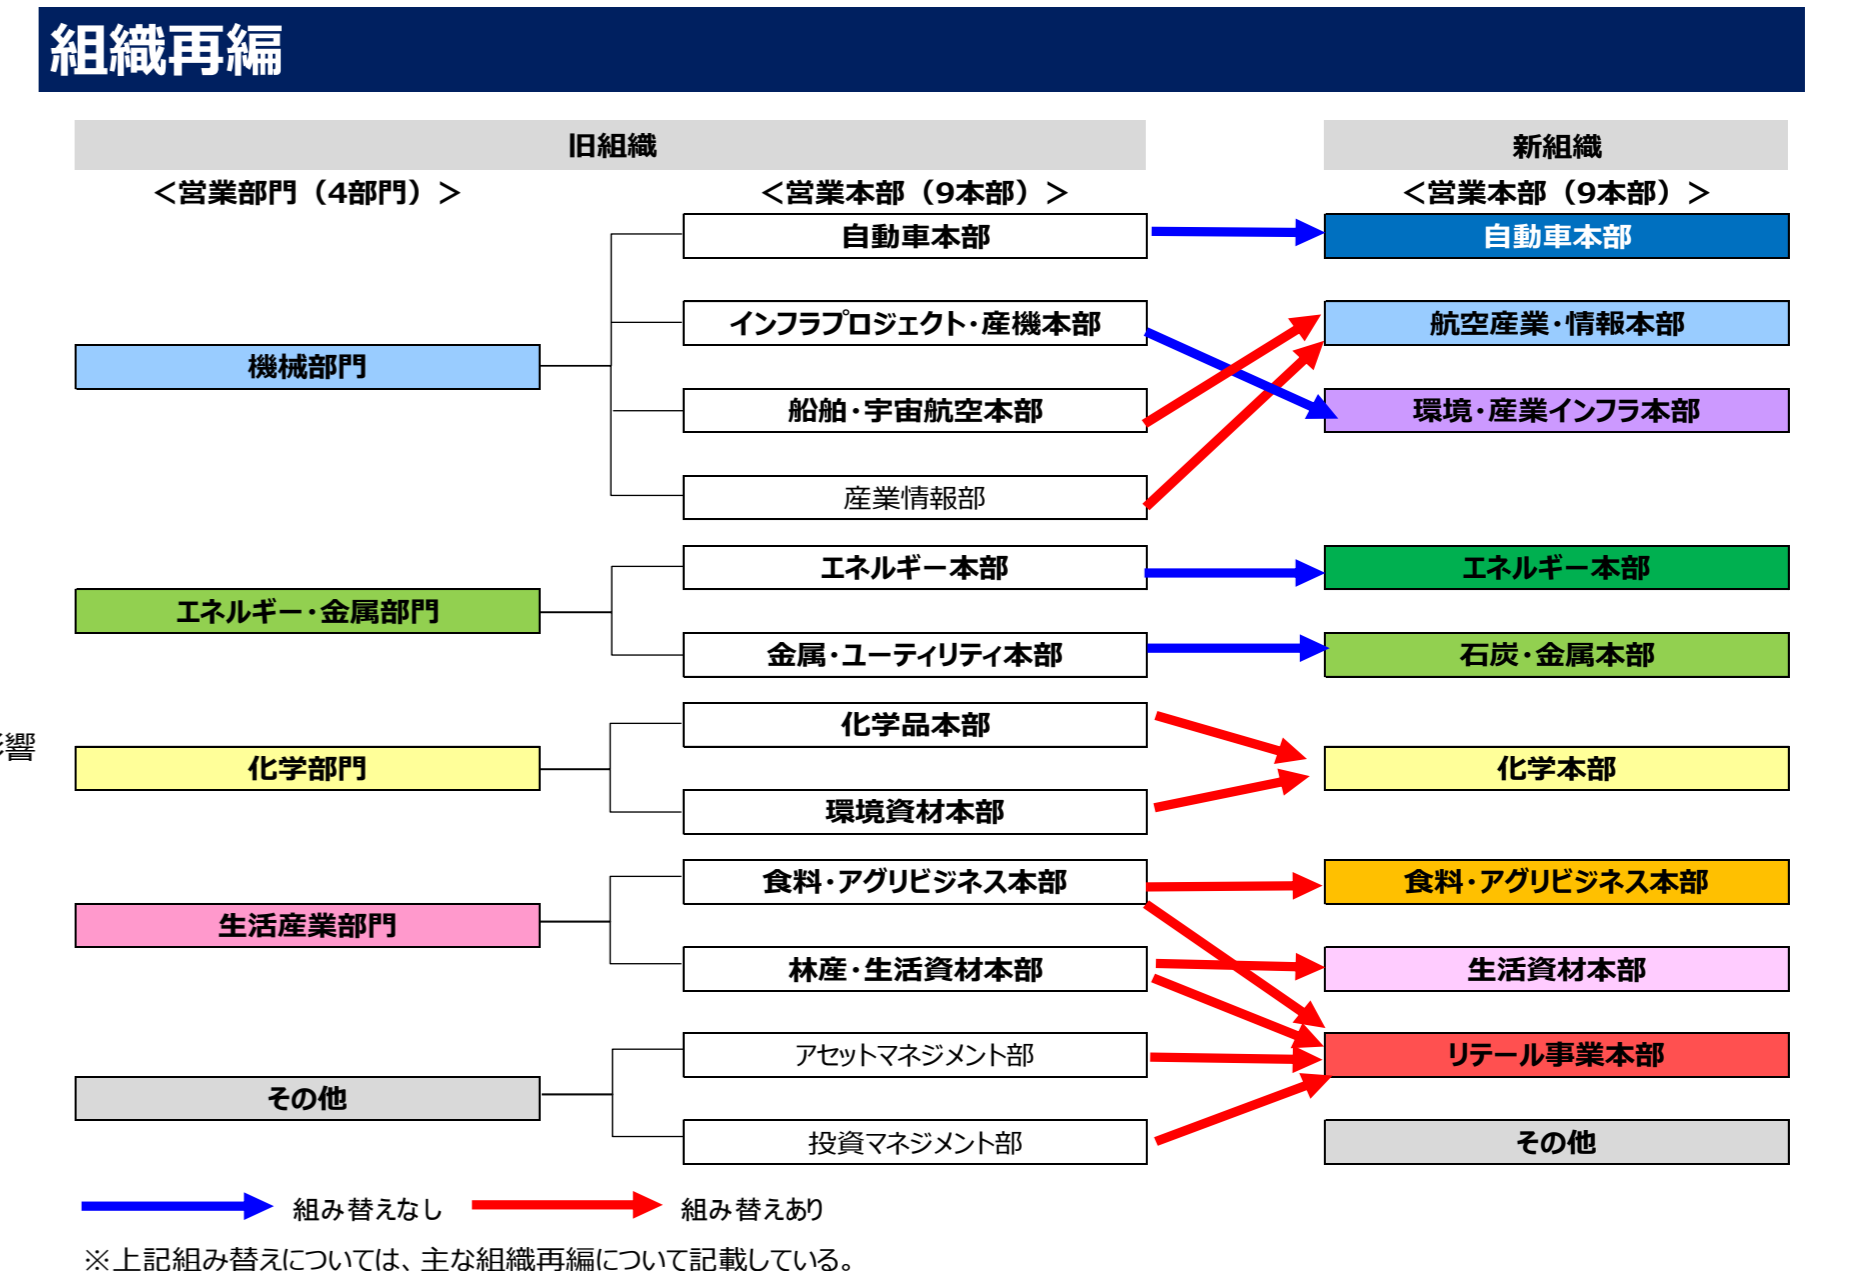 組織再編
旧組織
新組織
＜営業部門（4部門）＞
＜営業本部（9本部）＞
＜営業本部（9本部）＞
自動車本部
自動車本部
インフラプロジェクト・産機本部
航空産業・情報本部
機械部門
船舶・宇宙航空本部
環境・産業インフラ本部
産業情報部
エネルギー本部
エネルギー本部
エネルギー・金属部門
金属・ユーティリティ本部
石炭・金属本部
化学品本部
響
化学部門
化学本部
環境資材本部
食料・アグリビジネス本部
食料・アグリビジネス本部
生活産業部門
林産・生活資材本部
生活資材本部
アセットマネジメント部
リテール事業本部
その他
投資マネジメント部
その他
組み替えなし
組み替えあり
※上記組み替えについては、主な組織再編について記載している。